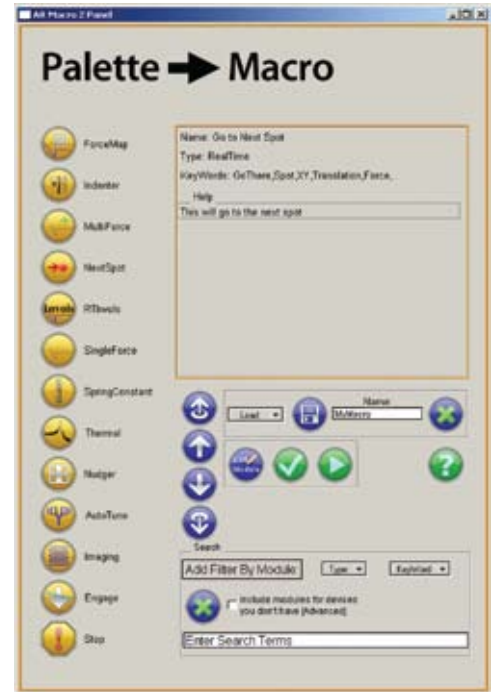 AR Macro 2 Panel
Palette Macro
ForceMap
Indenter
MultiForce
NextSpot
Levels
SingleForce
SpringConstant
Thermal
Nudger
AutoTune
Imaging
Engage
Stop
Name: Go to Next Spot
Type: RealTime
KeyWords: GoThere,Spot,XY,Translation,Force,
Help
This will go to the next spot
Load
Name
MyMacro
Module
?
Search
Add Filter By Module:
Type
KeyWord
Include modules for devices
you don't have (Advanced)
Enter Search Terms